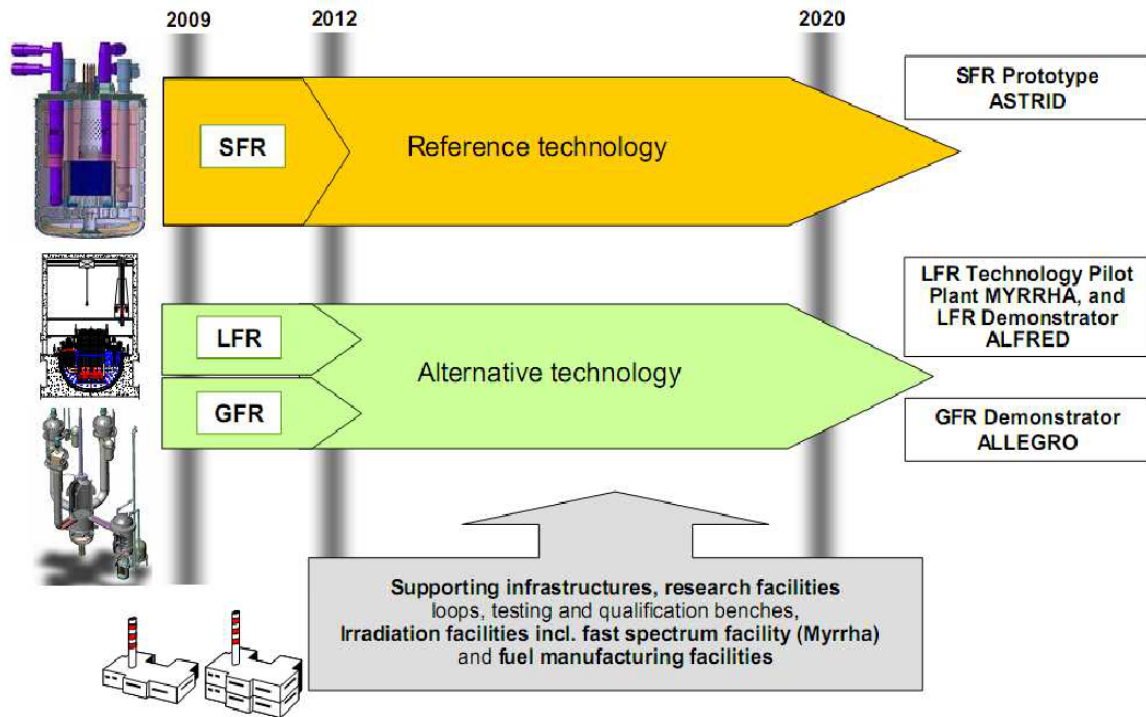 2009
2012
2020
SFR
Reference technology
SFR Prototype
ASTRID
LFR
GFR
Alternative technology
LFR Technology Pilot
Plant MYRRHA, and
LFR Demonstrator
ALFRED
GFR Demonstrator
ALLEGRO
Supporting infrastructures, research facilities
loops, testing and qualification benches,
Irradiation facilities incl. fast spectrum facility (Myrrha)
and fuel manufacturing facilities